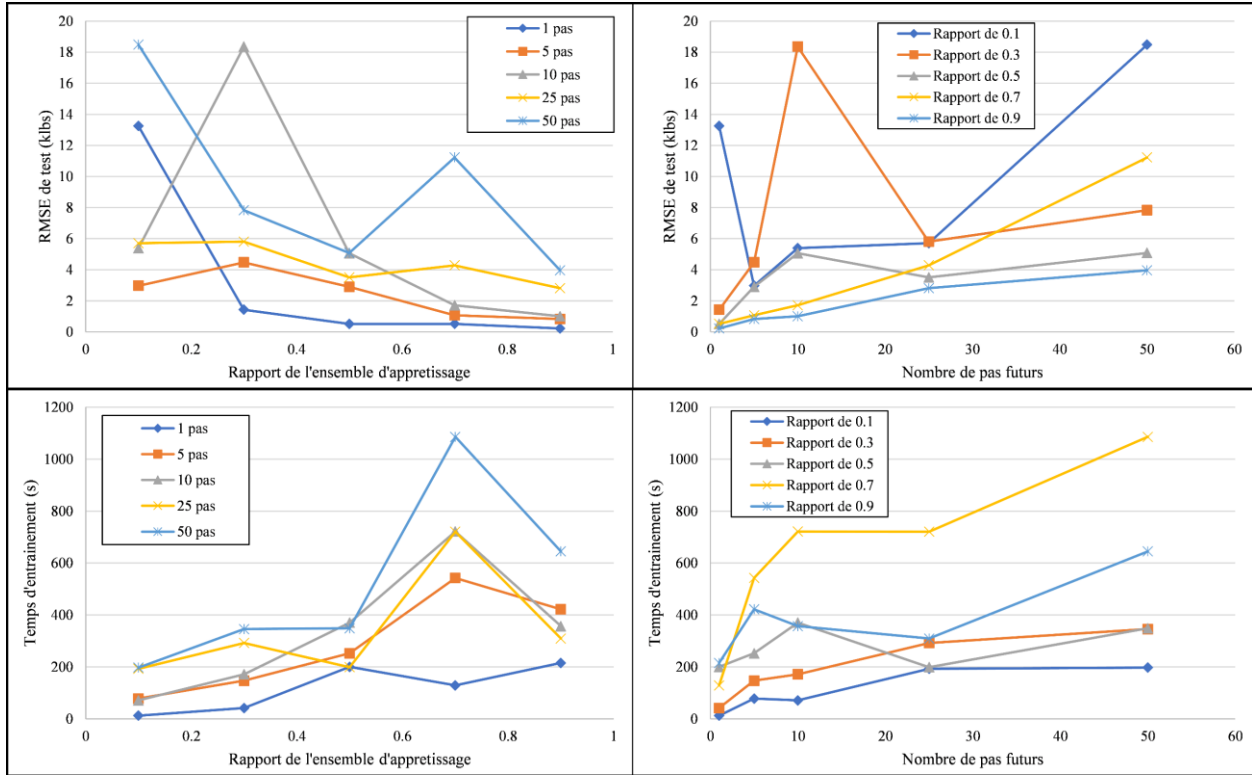 20
18
16
14
12
10
8
6
4
2
0
RMSE de test (klbs)
1 pas
5 pas
10 pas
25 pas
50 pas
0 0.2 0.4 0.6 0.8 1
Rapport de l'ensemble d'appretissage
20
18
16
14
12
10
8
6
4
2
0
RMSE de test (klbs)
Rapport de 0.1
Rapport de 0.3
Rapport de 0.5
Rapport de 0.7
Rapport de 0.9
0 10 20 30 40 50 60
Nombre de pas futurs
1200
1000
800
600
400
200
0
Temps d'entrainement (s)
1 pas
5 pas
10 pas
25 pas
50 pas
0 0.2 0.4 0.6 0.8 1
Rapport de l'ensemble d'appretissage
1200
1000
800
600
400
200
0
Temps d'entrainement (s)
Rapport de 0.1
Rapport de 0.3
Rapport de 0.5
Rapport de 0.7
Rapport de 0.9
0 10 20 30 40 50 60
Nombre de pas futurs